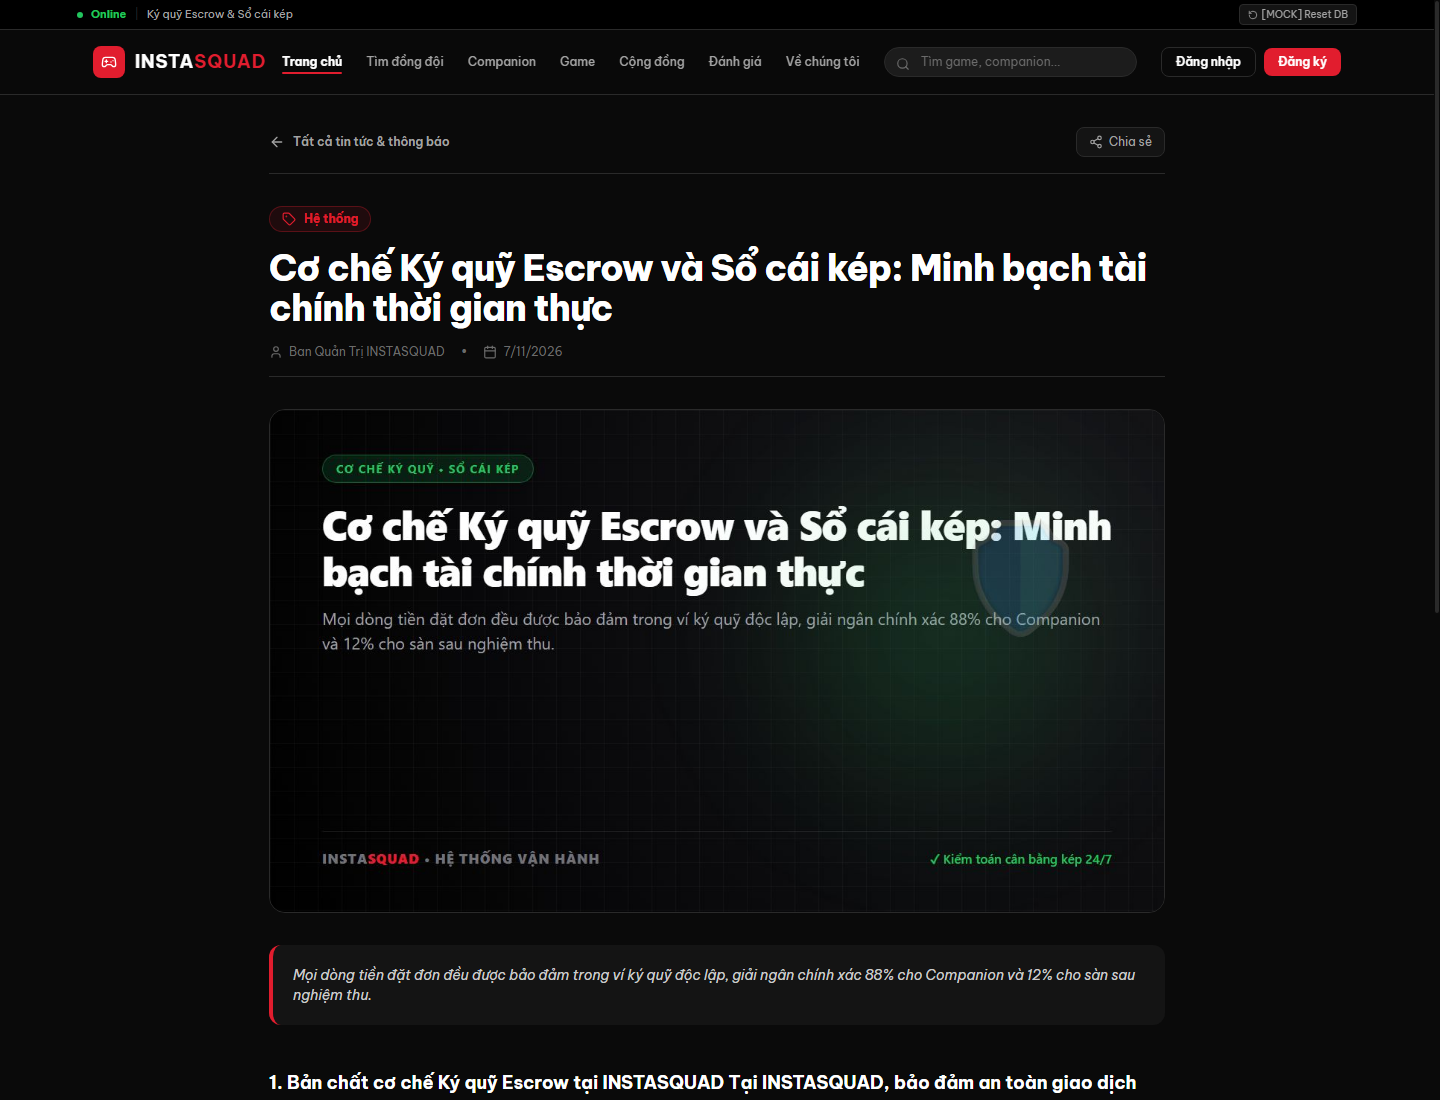 Online
Ký quỹ Escrow & Sổ cái kép
[MOCK] Reset DB
INSTASQUAD
Trang chủ
Tìm đồng đội
Companion
Game
Cộng đồng
Đánh giá
Về chúng tôi
Tìm game, companion...
Đăng nhập
Đăng ký
Tất cả tin tức & thông báo
Chia sẻ
Hệ thống
Cơ chế Ký quỹ Escrow và Sổ cái kép: Minh bạch tài
chính thời gian thực
Ban Quản Trị INSTASQUAD • 7/11/2026
CƠ CHẾ KÝ QUỸ • SỔ CÁI KÉP
Cơ chế Ký quỹ Escrow và Sổ cái kép: Minh
bạch tài chính thời gian thực
Mọi dòng tiền đặt đơn đều được bảo đảm trong ví ký quỹ độc lập, giải ngân chính xác 88% cho Companion
và 12% cho sàn sau nghiệm thu.
INSTASQUAD • HỆ THỐNG VẬN HÀNH
✓ Kiểm toán cân bằng kép 24/7
Mọi dòng tiền đặt đơn đều được bảo đảm trong ví ký quỹ độc lập, giải ngân chính xác 88% cho Companion và 12% cho sàn sau
nghiệm thu.
1. Bản chất cơ chế Ký quỹ Escrow tại INSTASQUAD Tại INSTASQUAD, bảo đảm an toàn giao dịch